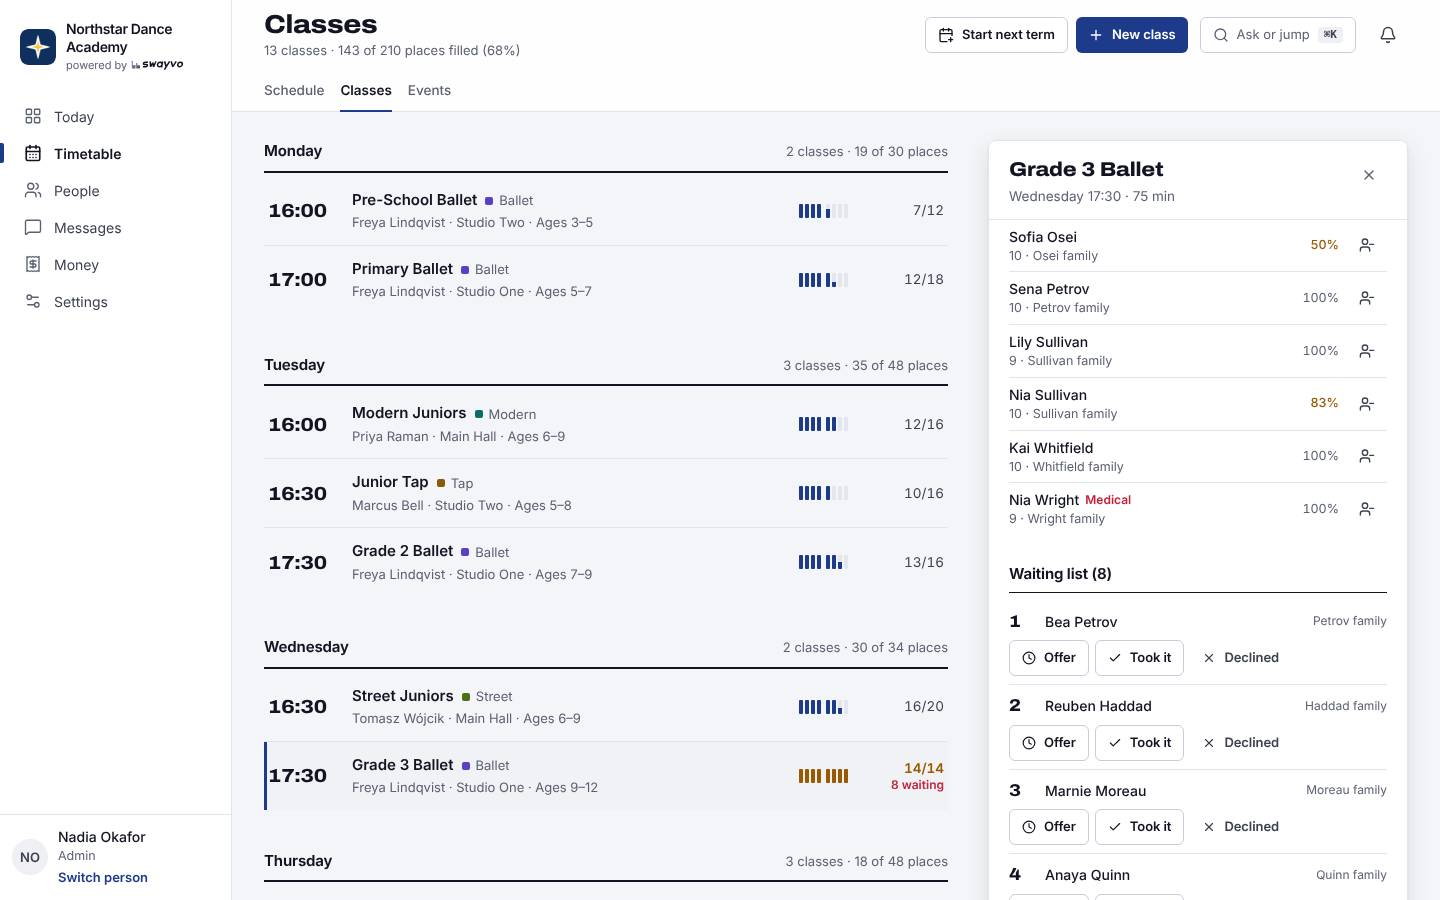 Northstar Dance
Academy
powered by swayvo
Today
Timetable
People
Messages
Money
Settings
Nadia Okafor
NO
Admin
Switch person
Classes
13 classes · 143 of 210 places filled (68%)
Start next term
New class
Ask or jump ⌘K
Schedule Classes Events
Monday 2 classes · 19 of 30 places
16:00 Pre-School Ballet Ballet 7/12
Freya Lindqvist · Studio Two · Ages 3–5
17:00 Primary Ballet Ballet 12/18
Freya Lindqvist · Studio One · Ages 5–7
Tuesday 3 classes · 35 of 48 places
16:00 Modern Juniors Modern 12/16
Priya Raman · Main Hall · Ages 6–9
16:30 Junior Tap Tap 10/16
Marcus Bell · Studio Two · Ages 5–8
17:30 Grade 2 Ballet Ballet 13/16
Freya Lindqvist · Studio One · Ages 7–9
Wednesday 2 classes · 30 of 34 places
16:30 Street Juniors Street 16/20
Tomasz Wójcik · Main Hall · Ages 6–9
17:30 Grade 3 Ballet Ballet 14/14
Freya Lindqvist · Studio One · Ages 9–12 8 waiting
Thursday 3 classes · 18 of 48 places
Grade 3 Ballet
Wednesday 17:30 · 75 min
Sofia Osei 50%
10 · Osei family
Sena Petrov 100%
10 · Petrov family
Lily Sullivan 100%
9 · Sullivan family
Nia Sullivan 83%
10 · Sullivan family
Kai Whitfield 100%
10 · Whitfield family
Nia Wright Medical 100%
9 · Wright family
Waiting list (8)
1 Bea Petrov Petrov family
Offer Took it Declined
2 Reuben Haddad Haddad family
Offer Took it Declined
3 Marnie Moreau Moreau family
Offer Took it Declined
4 Anaya Quinn Quinn family